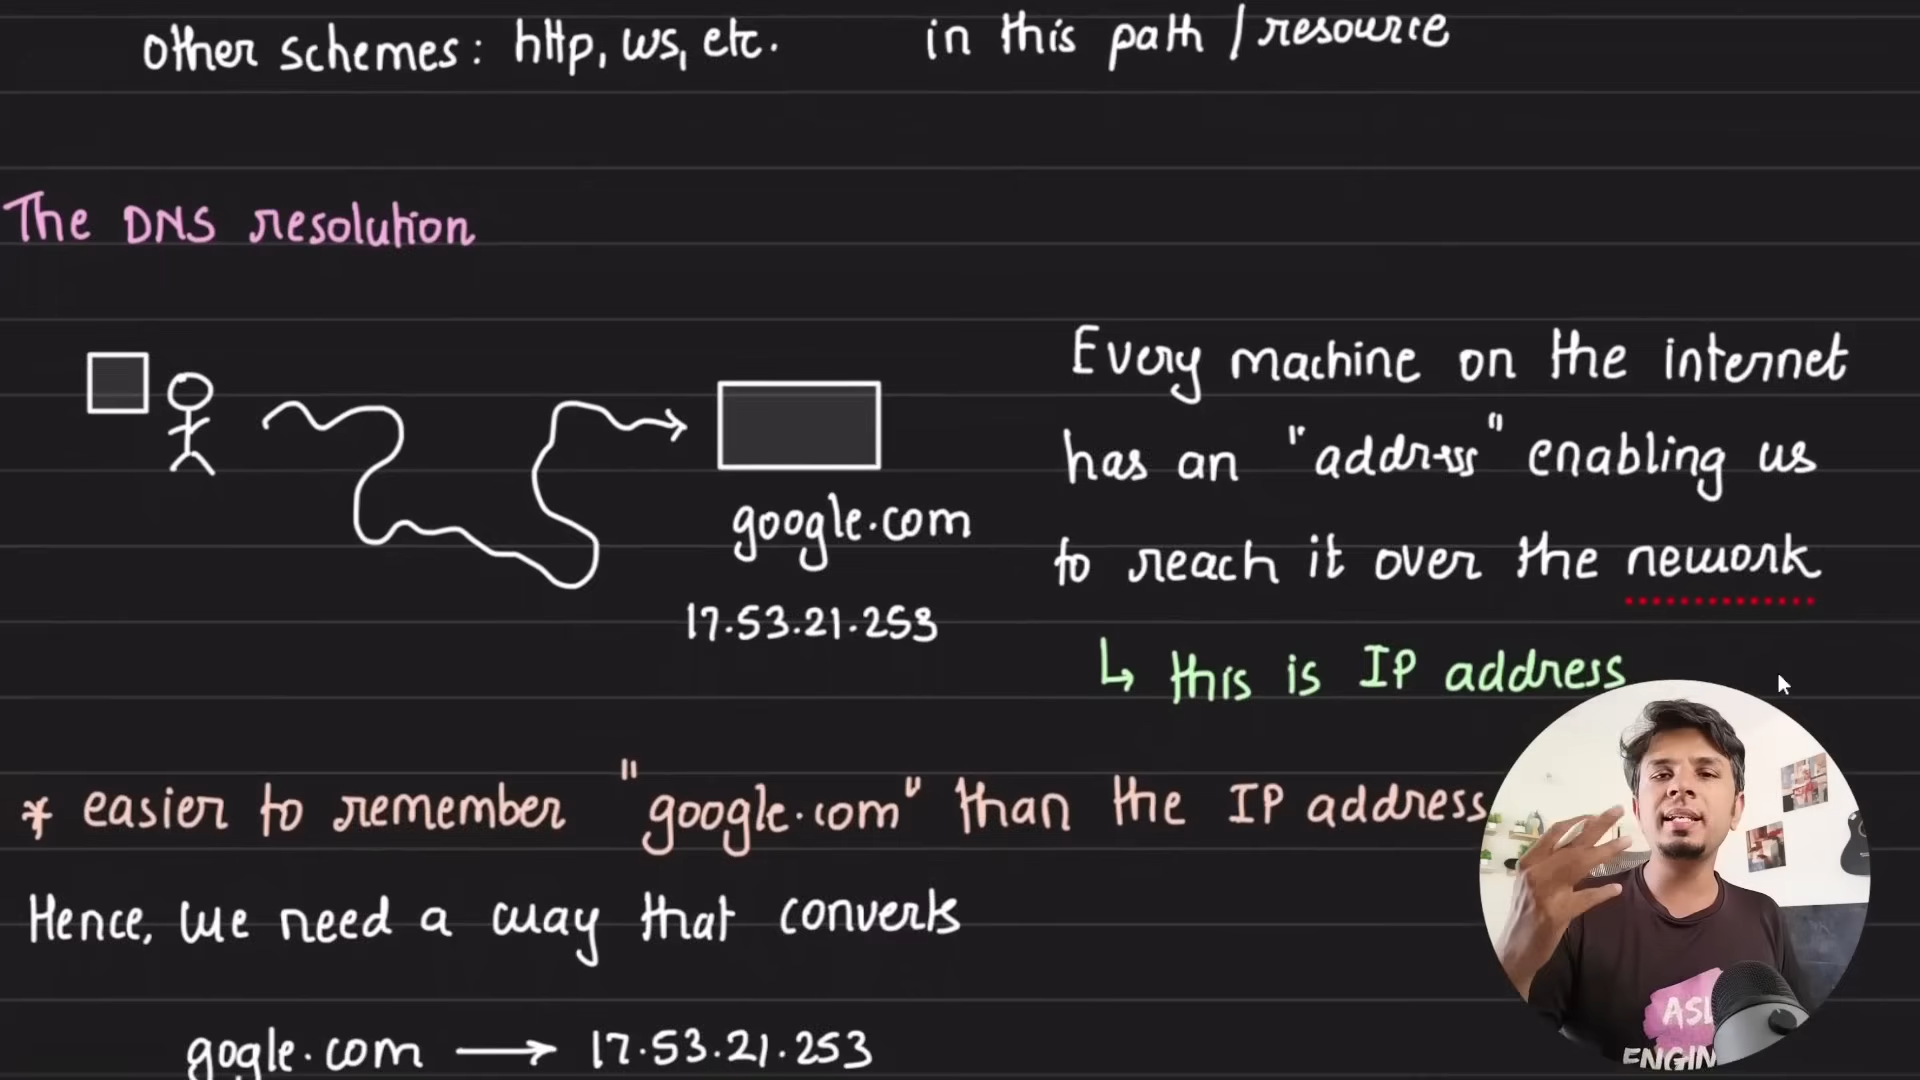 other schemes: http, ws, etc.
in this path / resource
The DNS resolution
Every machine on the internet
has an "address" enabling us
to reach it over the nework
google.com
17.53.21.253
↳ this is IP address
* easier to remember "google.com" than the IP address
Hence, we need a way that converts
gogle.com → 17.53.21.253
ENGIN